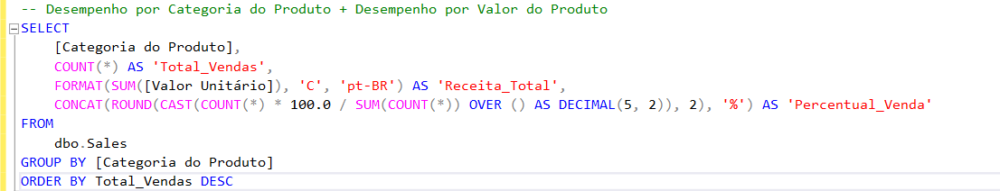 -- Desempenho por Categoria do Produto + Desempenho por Valor do Produto
SELECT
    [Categoria do Produto],
    COUNT(*) AS 'Total_Vendas',
    FORMAT(SUM([Valor Unitário]), 'C', 'pt-BR') AS 'Receita_Total',
    CONCAT(ROUND(CAST(COUNT(*) * 100.0 / SUM(COUNT(*)) OVER () AS DECIMAL(5, 2)), 2), '%') AS 'Percentual_Venda'
FROM
    dbo.Sales
GROUP BY [Categoria do Produto]
ORDER BY Total_Vendas DESC